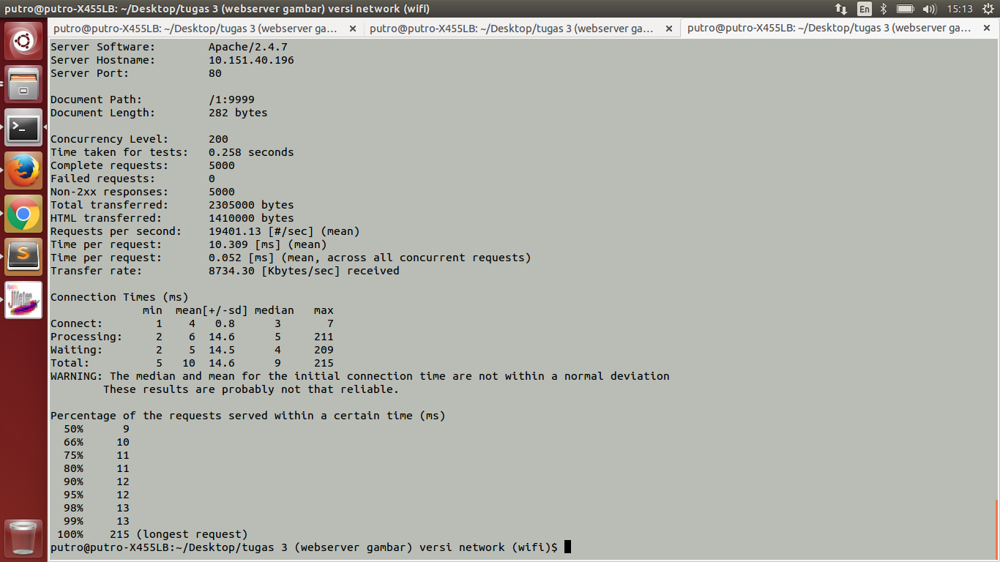 putro@putro-X455LB: ~/Desktop/tugas 3 (webserver gambar) versi network (wifi)
En
15:13
putro@putro-X455LB: ~/Desktop/tugas 3 (webserver ga...
putro@putro-X455LB: ~/Desktop/tugas 3 (webserver ga...
putro@putro-X455LB: ~/Desktop/tugas 3 (webserver ga...
Server Software:        Apache/2.4.7
Server Hostname:        10.151.40.196
Server Port:            80
Document Path:          /1:9999
Document Length:        282 bytes
Concurrency Level:      200
Time taken for tests:   0.258 seconds
Complete requests:      5000
Failed requests:        0
Non-2xx responses:      5000
Total transferred:      2305000 bytes
HTML transferred:       1410000 bytes
Requests per second:    19401.13 [#/sec] (mean)
Time per request:       10.309 [ms] (mean)
Time per request:       0.052 [ms] (mean, across all concurrent requests)
Transfer rate:          8734.30 [Kbytes/sec] received
Connection Times (ms)
              min  mean[+/-sd] median   max
Connect:        1    4   0.8      3       7
Processing:     2    6  14.6      5     211
Waiting:        2    5  14.5      4     209
Total:          5   10  14.6      9     215
WARNING: The median and mean for the initial connection time are not within a normal deviation
        These results are probably not that reliable.
Percentage of the requests served within a certain time (ms)
  50%      9
  66%     10
  75%     11
  80%     11
  90%     12
  95%     12
  98%     13
  99%     13
 100%    215 (longest request)
putro@putro-X455LB:~/Desktop/tugas 3 (webserver gambar) versi network (wifi)$
JMeter